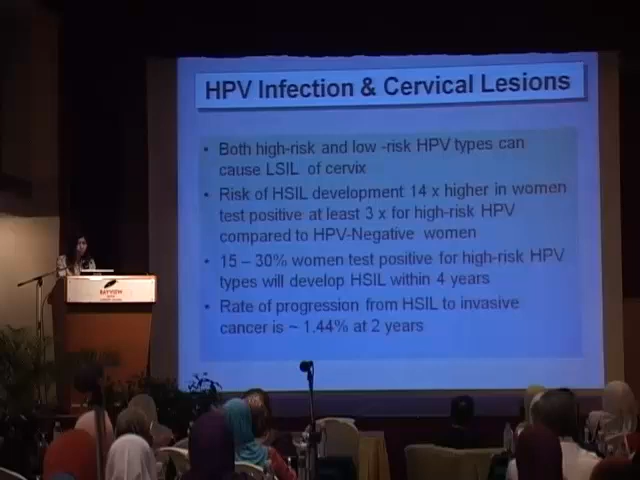 HPV Infection & Cervical Lesions
• Both high-risk and low -risk HPV types can
cause LSIL of cervix
• Risk of HSIL development 14 x higher in women
test positive at least 3 x for high-risk HPV
compared to HPV-Negative women
• 15 – 30% women test positive for high-risk HPV
types will develop HSIL within 4 years
• Rate of progression from HSIL to invasive
cancer is ~ 1.44% at 2 years
BAYVIEW